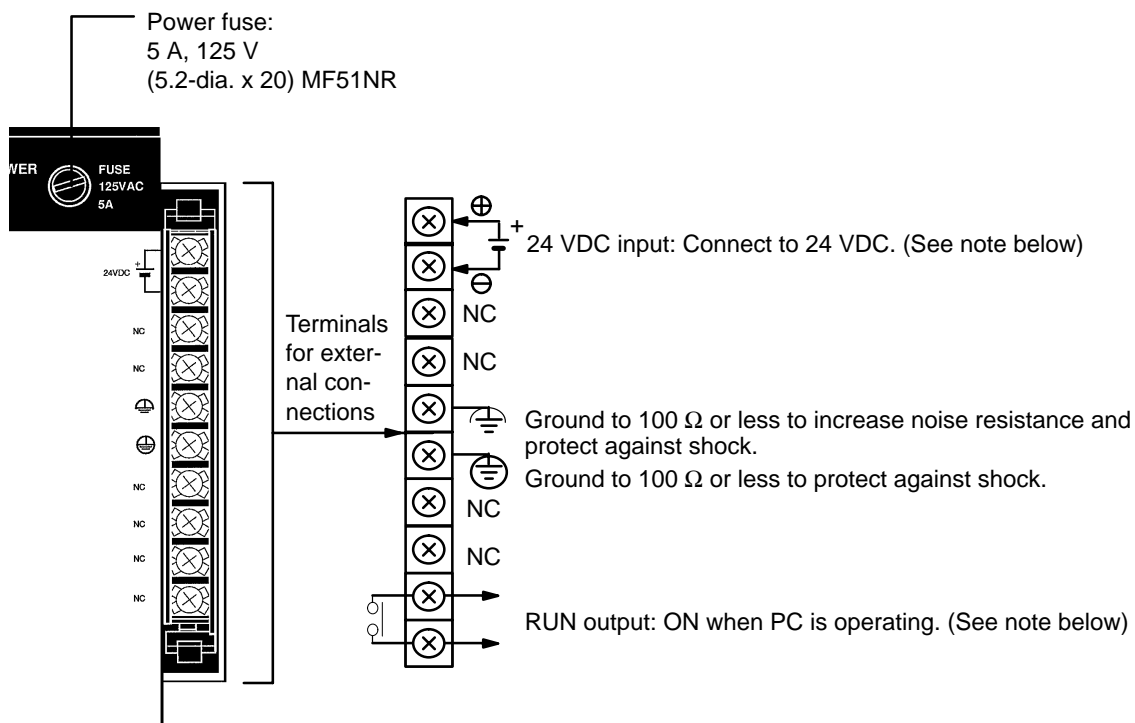 Power fuse:
5 A, 125 V
(5.2-dia. x 20) MF51NR
WER
FUSE
125VAC
5A
24VDC
+
NC
NC
NC
NC
NC
NC
Terminals
for exter-
nal con-
nections
+
24 VDC input: Connect to 24 VDC. (See note below)
NC
NC
Ground to 100 Ω or less to increase noise resistance and
protect against shock.
Ground to 100 Ω or less to protect against shock.
NC
NC
RUN output: ON when PC is operating. (See note below)